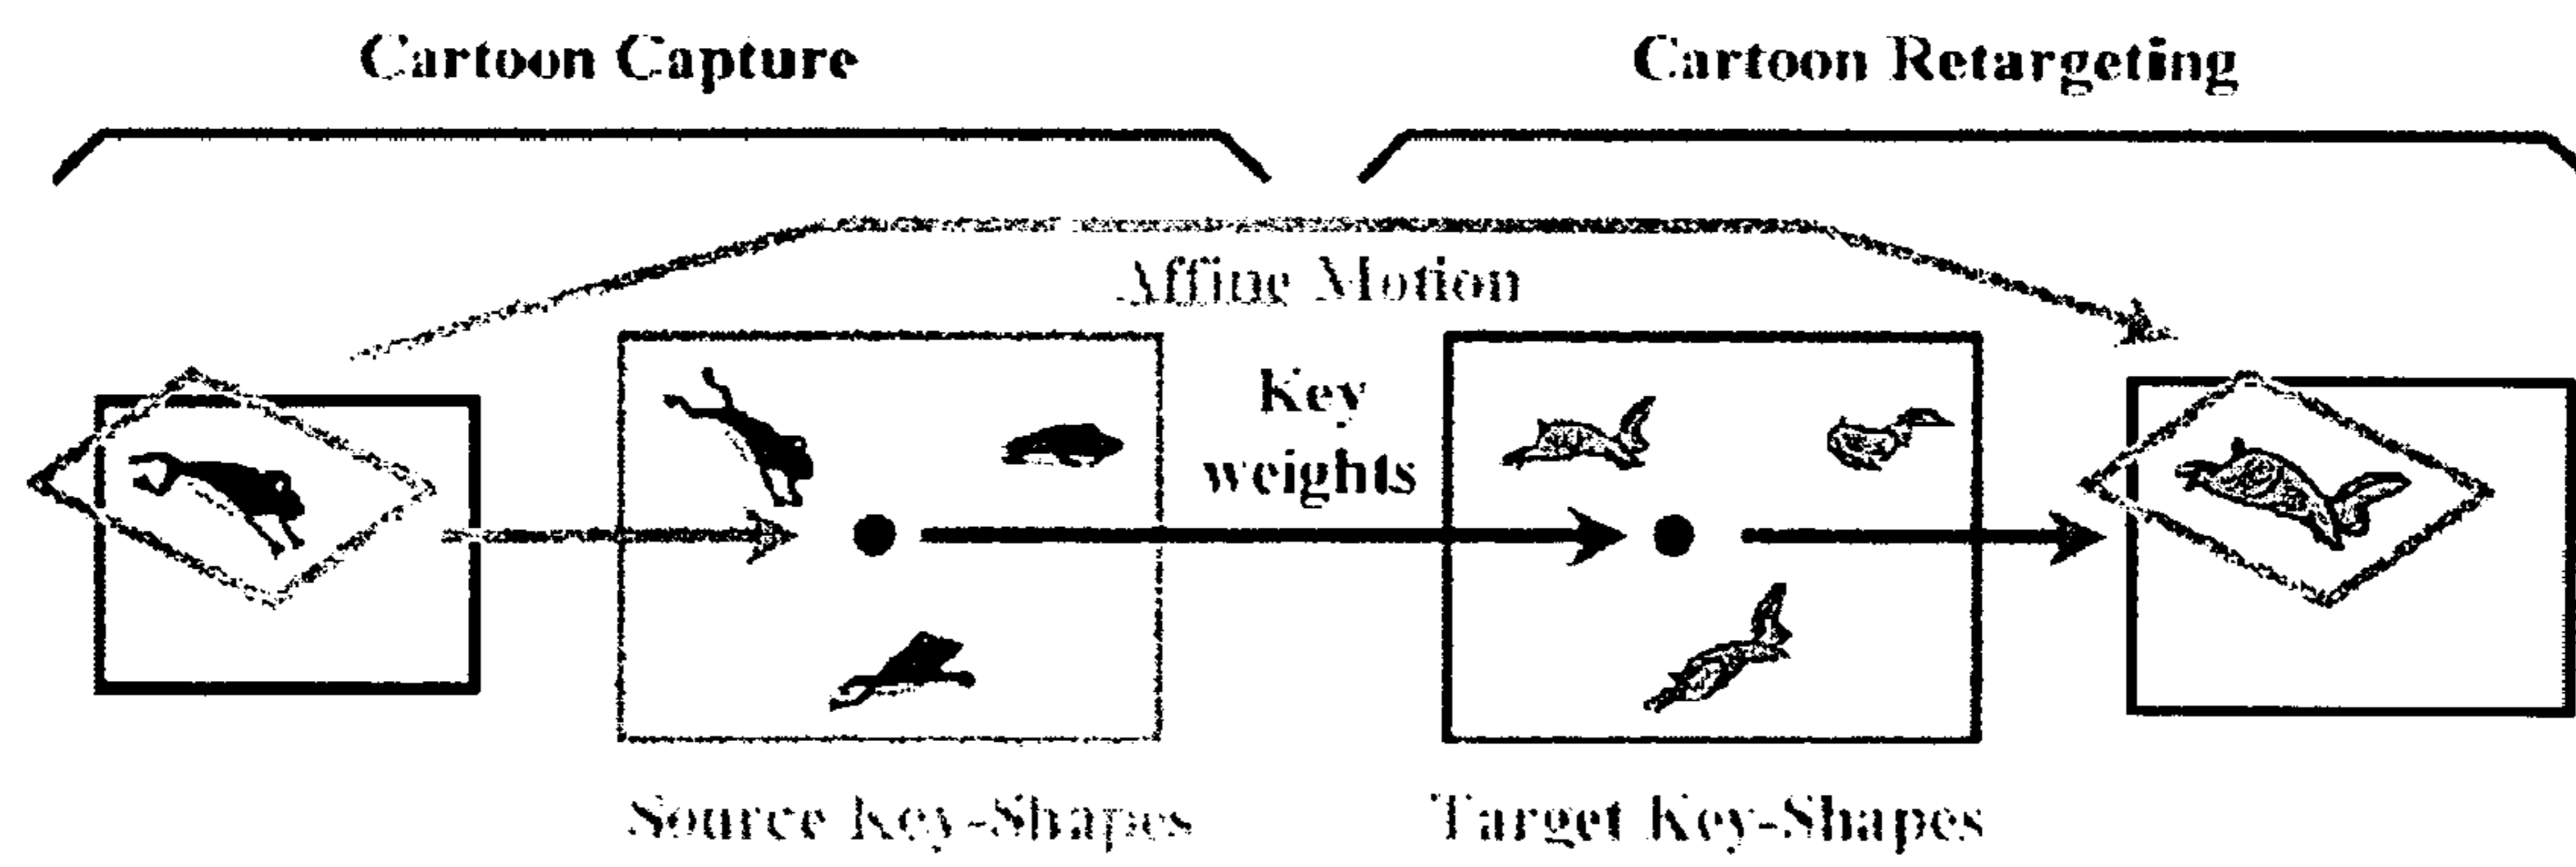 Cartoon Capture
Cartoon Retargeting
Affine Motion
Key
weights
Source Key-Shapes
Target Key-Shapes